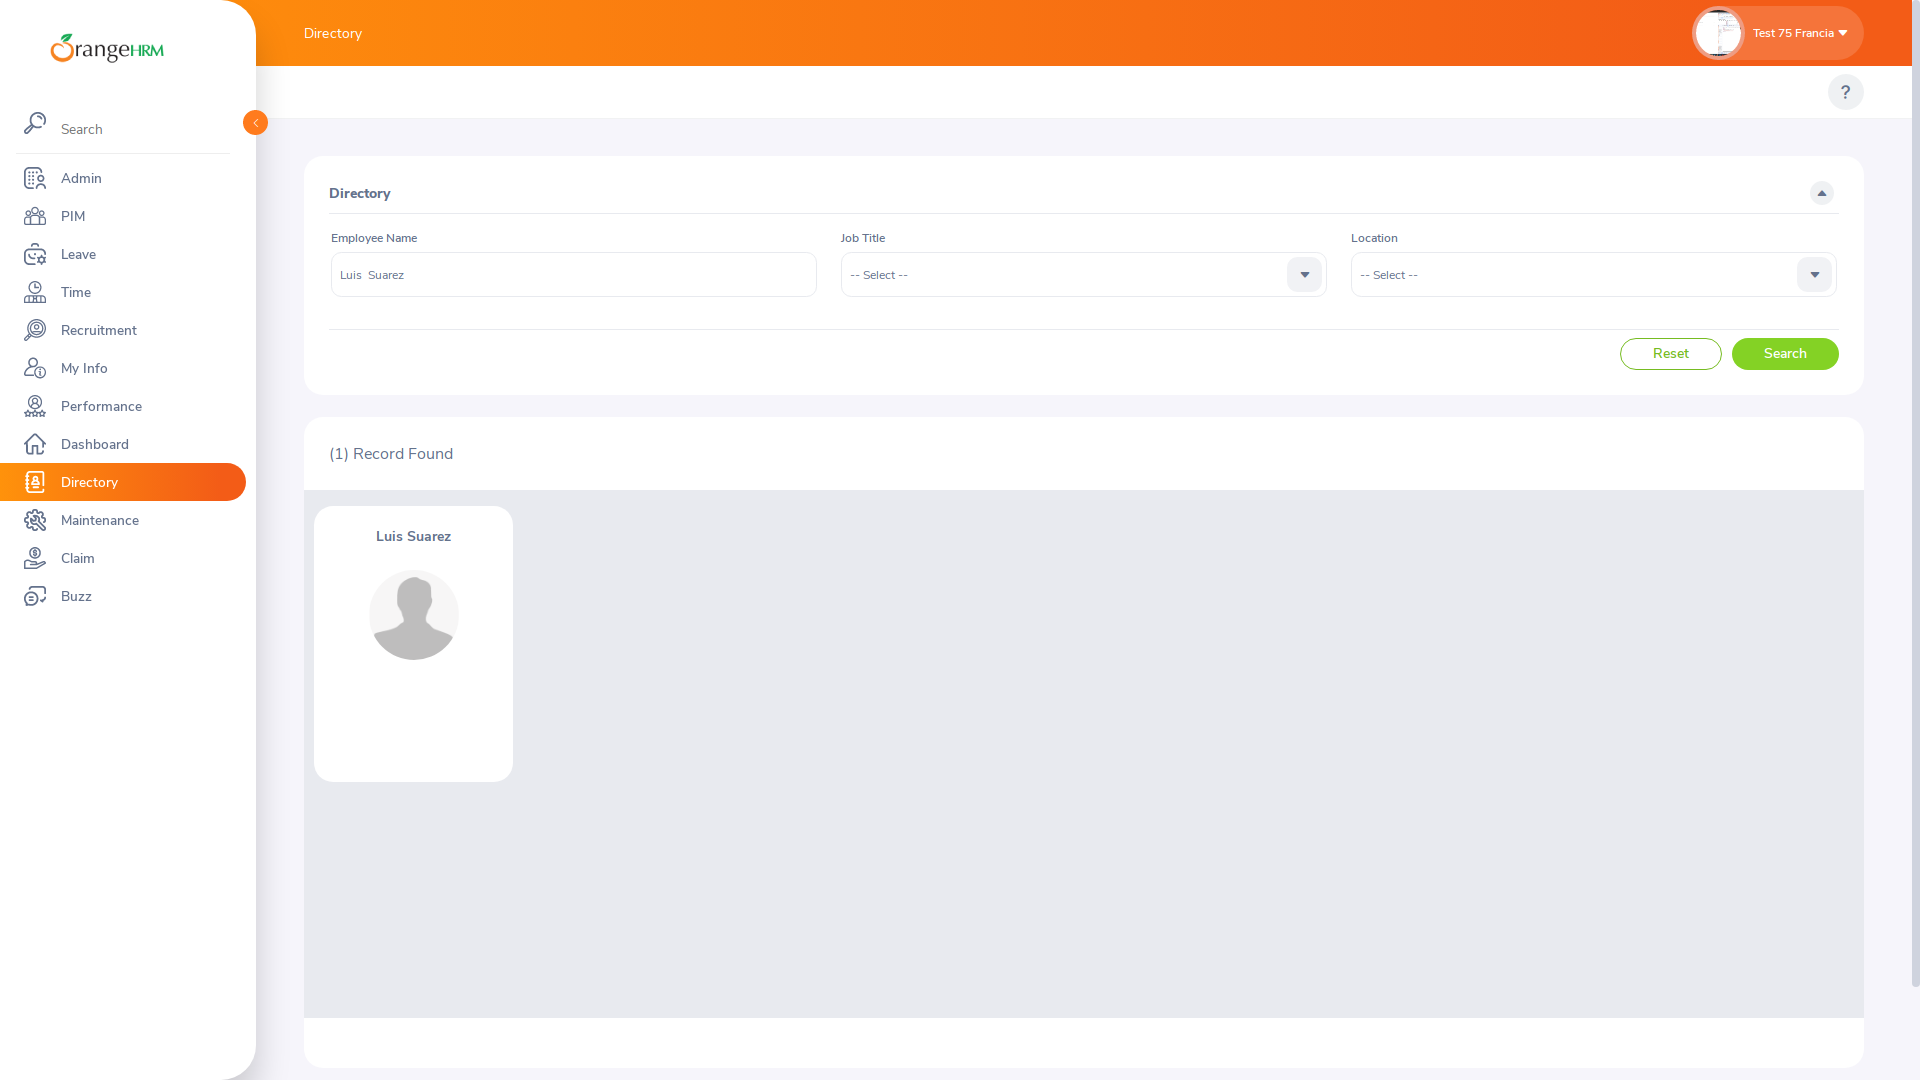 OrangeHRM
Directory
Test 75 Francia
Search
?
Admin
PIM
Leave
Time
Recruitment
My Info
Performance
Dashboard
Directory
Maintenance
Claim
Buzz
Directory
Employee Name
Job Title
Location
Luis  Suarez
-- Select --
-- Select --
Reset
Search
(1) Record Found
Luis Suarez